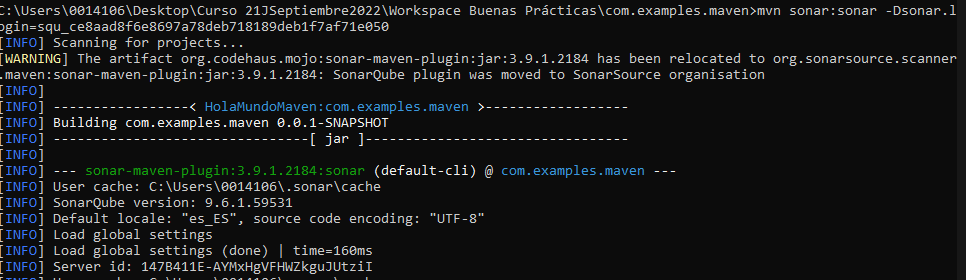 C:\Users\0014106\Desktop\Curso 21JSeptiembre2022\Workspace Buenas Prácticas\com.examples.maven>mvn sonar:sonar -Dsonar.l
ogin=squ_ce8aad8f6e8697a78deb718189deb1f7af71e050
[INFO] Scanning for projects...
[WARNING] The artifact org.codehaus.mojo:sonar-maven-plugin:jar:3.9.1.2184 has been relocated to org.sonarsource.scanner
.maven:sonar-maven-plugin:jar:3.9.1.2184: SonarQube plugin was moved to SonarSource organisation
[INFO]
[INFO] -----------------< HolaMundoMaven:com.examples.maven >------------------
[INFO] Building com.examples.maven 0.0.1-SNAPSHOT
[INFO] --------------------------------[ jar ]---------------------------------
[INFO]
[INFO] --- sonar-maven-plugin:3.9.1.2184:sonar (default-cli) @ com.examples.maven ---
[INFO] User cache: C:\Users\0014106\.sonar\cache
[INFO] SonarQube version: 9.6.1.59531
[INFO] Default locale: "es_ES", source code encoding: "UTF-8"
[INFO] Load global settings
[INFO] Load global settings (done) | time=160ms
[INFO] Server id: 147B411E-AYMxHgVFHWZkguJUtziI